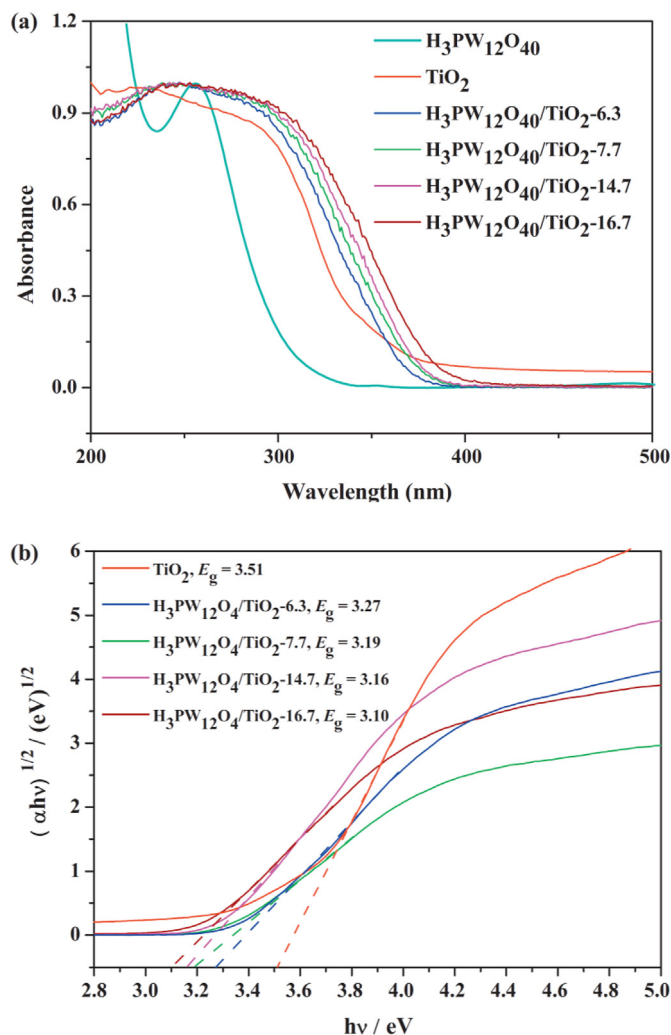 (a)
H₃PW₁₂O₄₀
TiO₂
H₃PW₁₂O₄₀/TiO₂-6.3
H₃PW₁₂O₄₀/TiO₂-7.7
H₃PW₁₂O₄₀/TiO₂-14.7
H₃PW₁₂O₄₀/TiO₂-16.7
Absorbance
1.2
0.9
0.6
0.3
0.0
200 300 400 500
Wavelength (nm)
(b)
TiO₂, Eg = 3.51
H₃PW₁₂O₄/TiO₂-6.3, Eg = 3.27
H₃PW₁₂O₄/TiO₂-7.7, Eg = 3.19
H₃PW₁₂O₄/TiO₂-14.7, Eg = 3.16
H₃PW₁₂O₄/TiO₂-16.7, Eg = 3.10
(αhν)^1/2 / (eV)^1/2
6
5
4
3
2
1
0
2.8 3.0 3.2 3.4 3.6 3.8 4.0 4.2 4.4 4.6 4.8 5.0
hν / eV